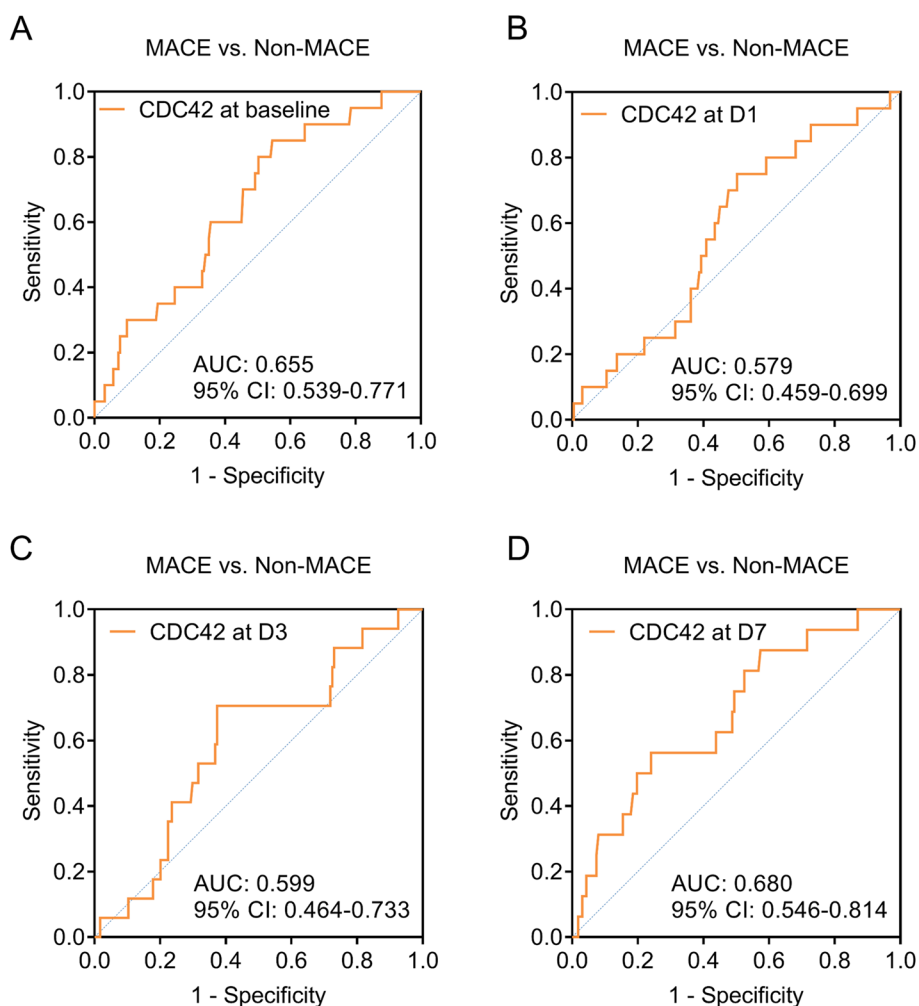 A
MACE vs. Non-MACE
CDC42 at baseline
Sensitivity
1.0
0.8
0.6
0.4
0.2
0.0
AUC: 0.655
95% CI: 0.539-0.771
0.0 0.2 0.4 0.6 0.8 1.0
1 - Specificity
B
MACE vs. Non-MACE
CDC42 at D1
Sensitivity
1.0
0.8
0.6
0.4
0.2
0.0
AUC: 0.579
95% CI: 0.459-0.699
0.0 0.2 0.4 0.6 0.8 1.0
1 - Specificity
C
MACE vs. Non-MACE
CDC42 at D3
Sensitivity
1.0
0.8
0.6
0.4
0.2
0.0
AUC: 0.599
95% CI: 0.464-0.733
0.0 0.2 0.4 0.6 0.8 1.0
1 - Specificity
D
MACE vs. Non-MACE
CDC42 at D7
Sensitivity
1.0
0.8
0.6
0.4
0.2
0.0
AUC: 0.680
95% CI: 0.546-0.814
0.0 0.2 0.4 0.6 0.8 1.0
1 - Specificity